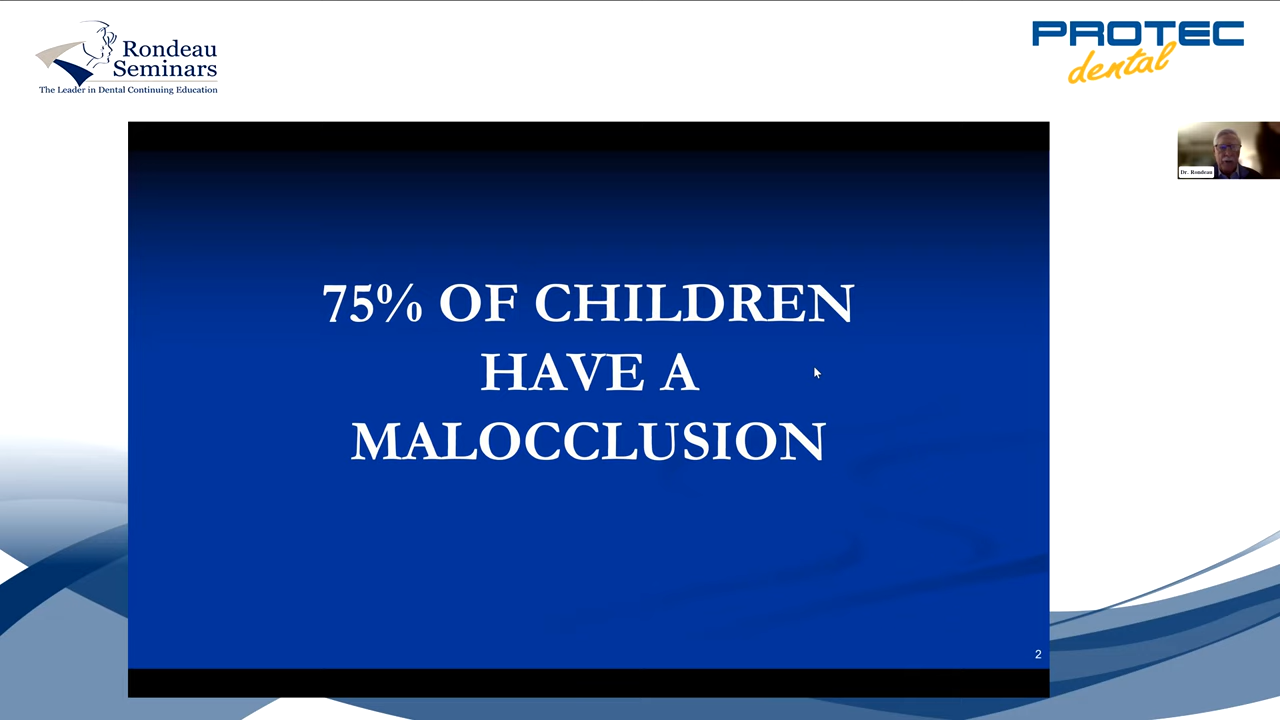 Rondeau
Seminars
The Leader in Dental Continuing Education
PROTEC
dental
Dr. Rondeau
75% OF CHILDREN
HAVE A
MALOCCLUSION
2